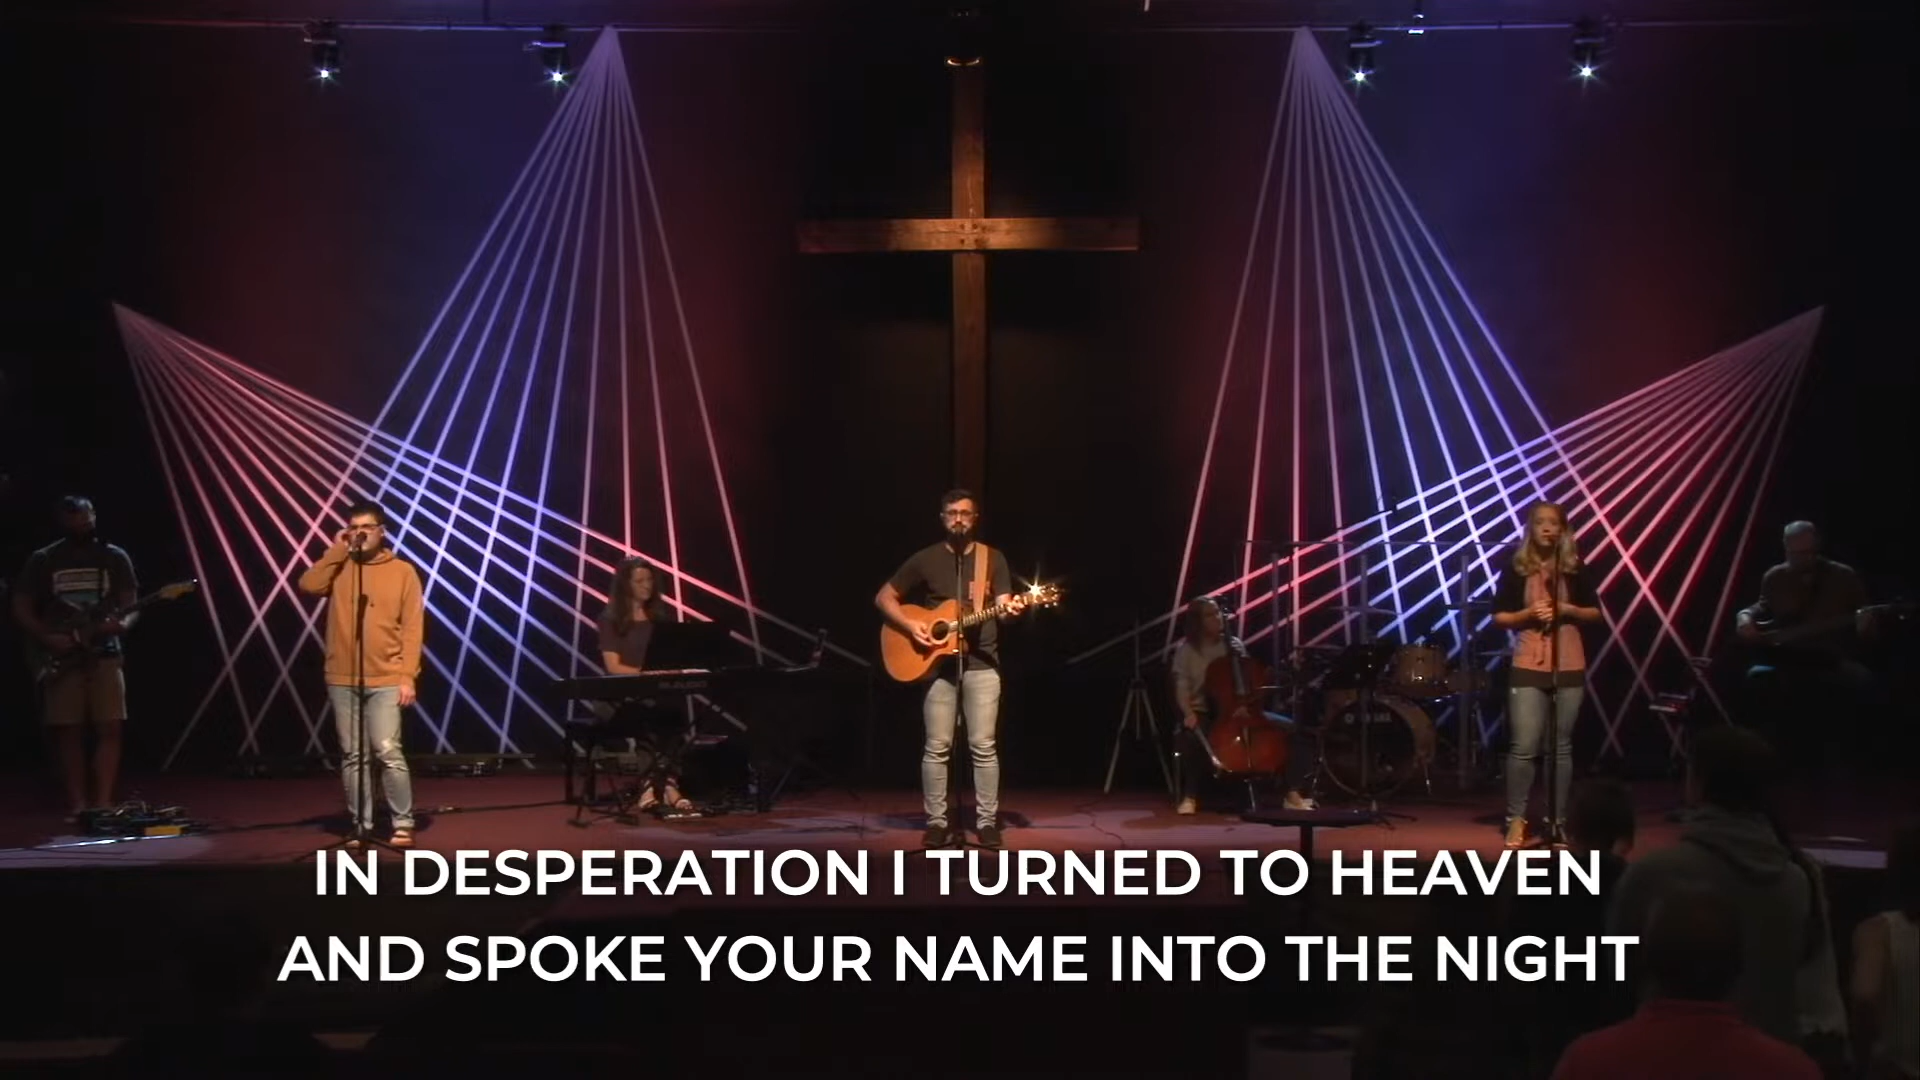 IN DESPERATION I TURNED TO HEAVEN
AND SPOKE YOUR NAME INTO THE NIGHT